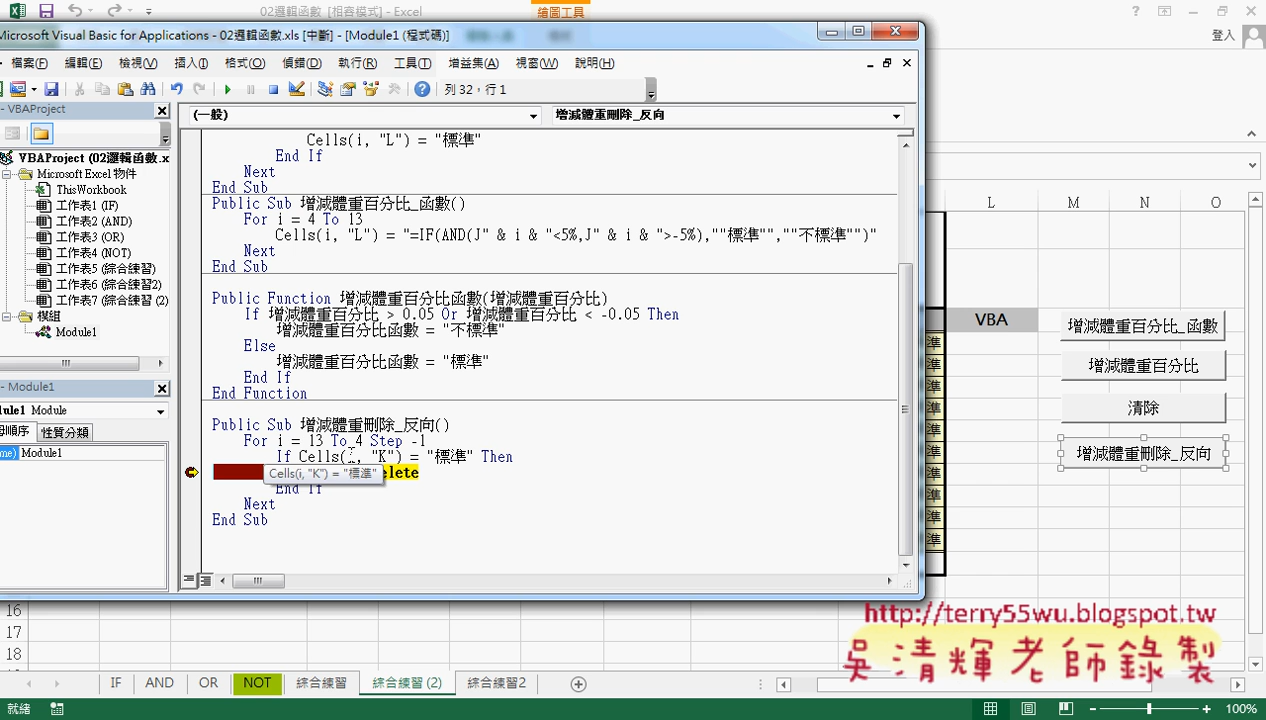 02邏輯函數 [相容模式] - Excel
繪圖工具
登入
Microsoft Visual Basic for Applications - 02邏輯函數.xls [中斷] - [Module1 (程式碼)]
檔案(F) 編輯(E) 檢視(V) 插入(I) 格式(O) 偵錯(D) 執行(R) 工具(T) 增益集(A) 視窗(W) 說明(H)
列 32，行 1
- VBAProject
(一般)
增減體重刪除_反向
VBAProject (02邏輯函數.x
Microsoft Excel 物件
ThisWorkbook
工作表1 (IF)
工作表2 (AND)
工作表3 (OR)
工作表4 (NOT)
工作表5 (綜合練習)
工作表6 (綜合練習2)
工作表7 (綜合練習 (2)
模組
Module1
- Module1
dule1 Module
母順序 性質分類
me) Module1
Cells(i, "L") = "標準"
End If
Next
End Sub
Public Sub 增減體重百分比_函數()
For i = 4 To 13
Cells(i, "L") = "=IF(AND(J" & i & "<5%,J" & i & ">-5%),""標準"",""不標準"")"
Next
End Sub
Public Function 增減體重百分比函數(增減體重百分比)
If 增減體重百分比 > 0.05 Or 增減體重百分比 < -0.05 Then
增減體重百分比函數 = "不標準"
Else
增減體重百分比函數 = "標準"
End If
End Function
Public Sub 增減體重刪除_反向()
For i = 13 To 4 Step -1
If Cells(i, "K") = "標準" Then
Cells(i, "K") = "標準"
elete
End If
Next
End Sub
L M N O
VBA
增減體重百分比_函數
增減體重百分比
清除
增減體重刪除_反向
準
準
準
準
準
準
準
準
準
準
16
17
18
http://terry55wu.blogspot.tw
吳清輝老師錄製
IF AND OR NOT 綜合練習 綜合練習 (2) 綜合練習2
就緒
100%